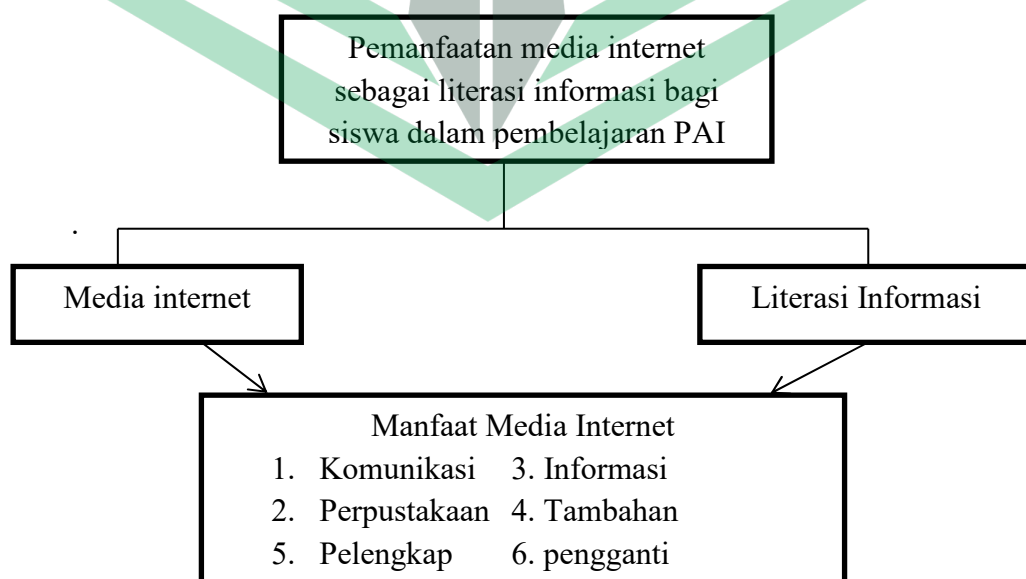 Pemanfaatan media internet
sebagai literasi informasi bagi
siswa dalam pembelajaran PAI
.
Media internet
Literasi Informasi
Manfaat Media Internet
1. Komunikasi 3. Informasi
2. Perpustakaan 4. Tambahan
5. Pelengkap 6. pengganti